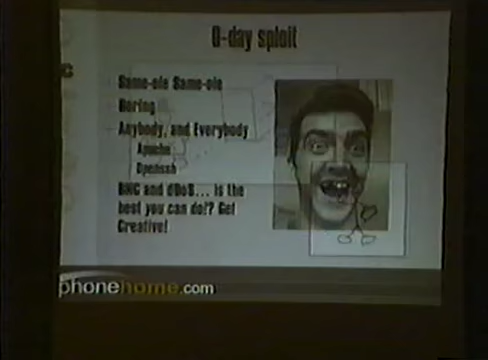 0-day sploit
Same-ole Same-ole
Boring
Anybody, and Everybody
Apache
Openssh
BNC and dDoS... is the
best you can do!? Get
Creative!
phonehome.com